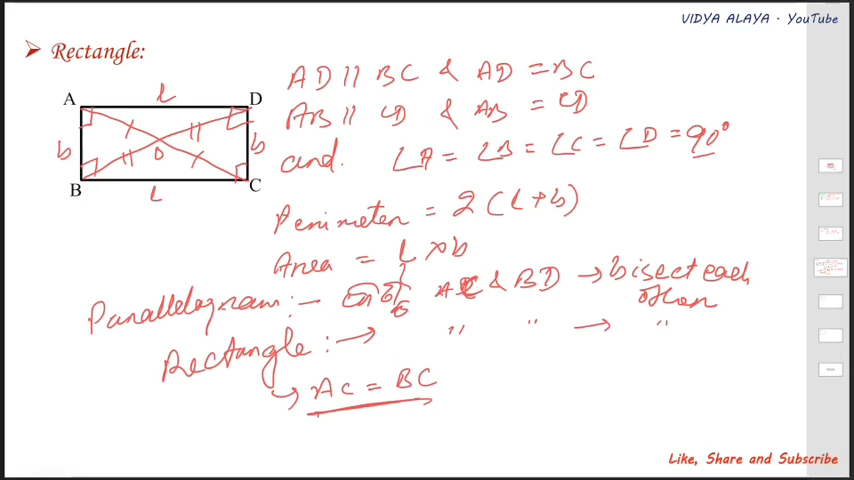 VIDYA ALAYA · YouTube
➤ Rectangle:
AD || BC & AD = BC
AB || CD & AB = CD
and. ∠A = ∠B = ∠C = ∠D = 90°
A l D
b O b
B l C
Perimeter = 2 (l + b)
Area = l × b
Parallelogram :- AC & BD → bisect each
other
Rectangle :→ " " → "
↳ AC = BC
Like, Share and Subscribe